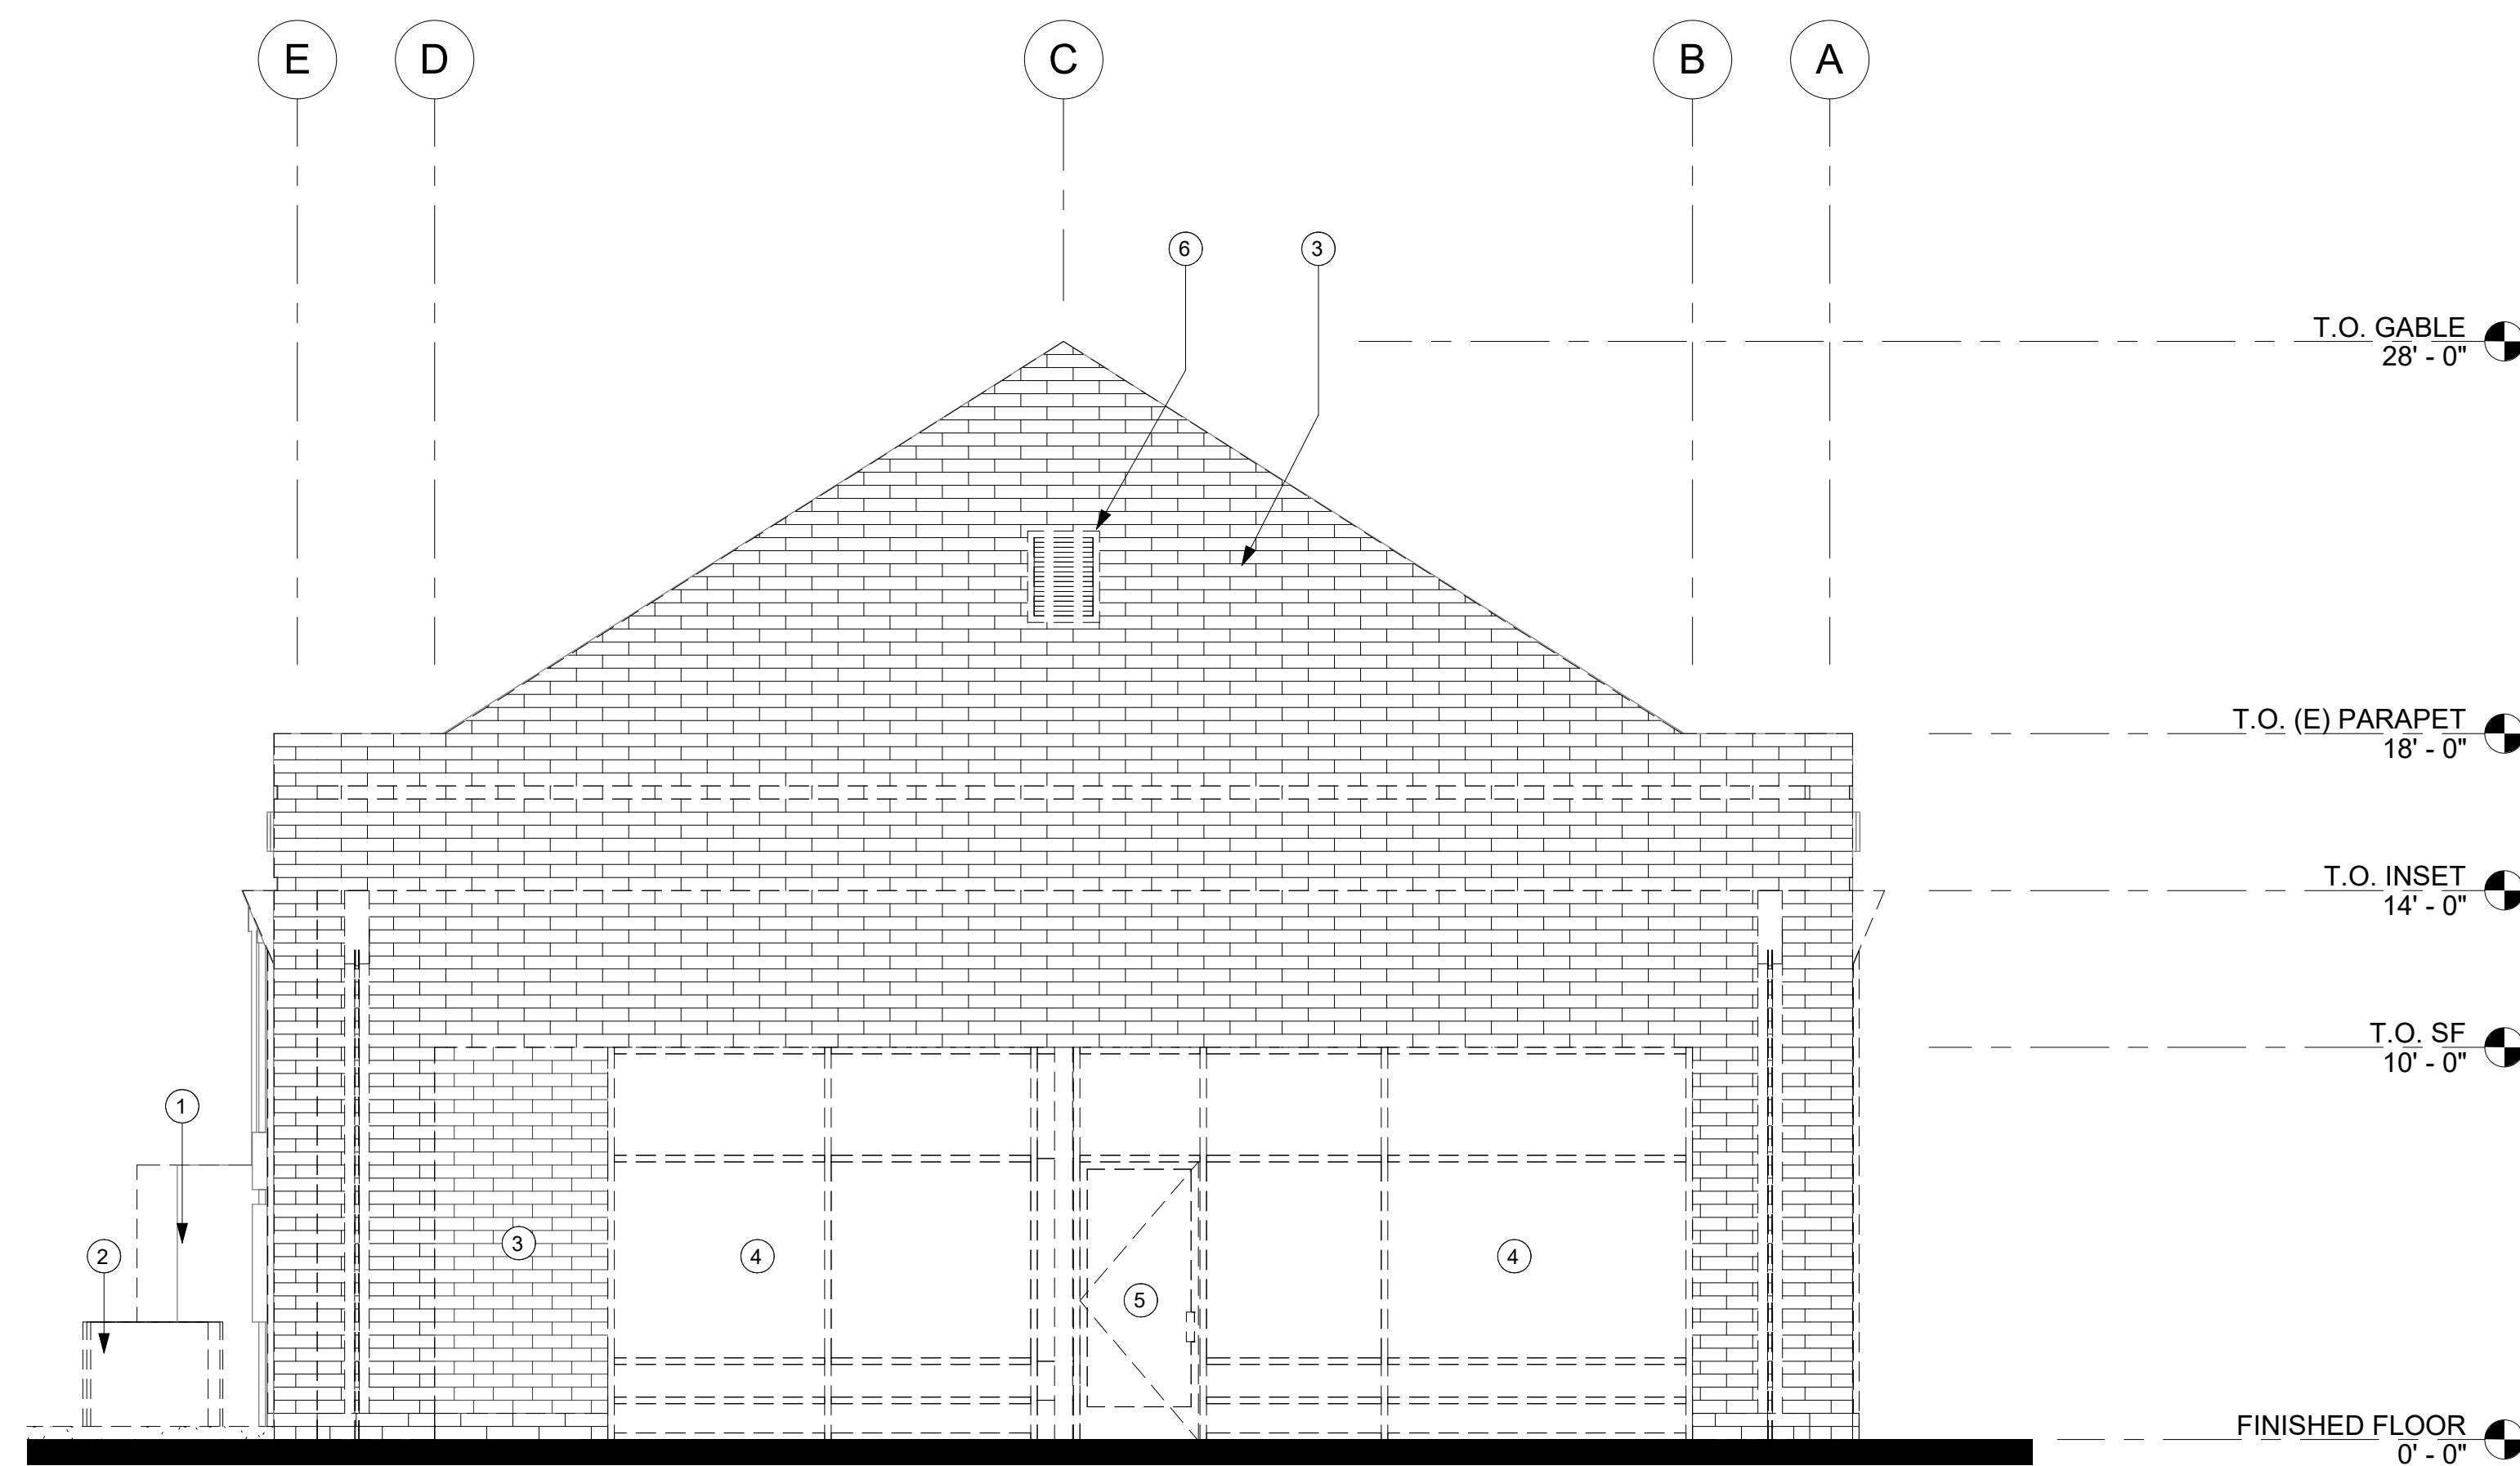 E D C B A
6 3
T.O. GABLE
28' - 0"
T.O. (E) PARAPET
18' - 0"
T.O. INSET
14' - 0"
T.O. SF
10' - 0"
1
2
3
4
4
5
FINISHED FLOOR
0' - 0"